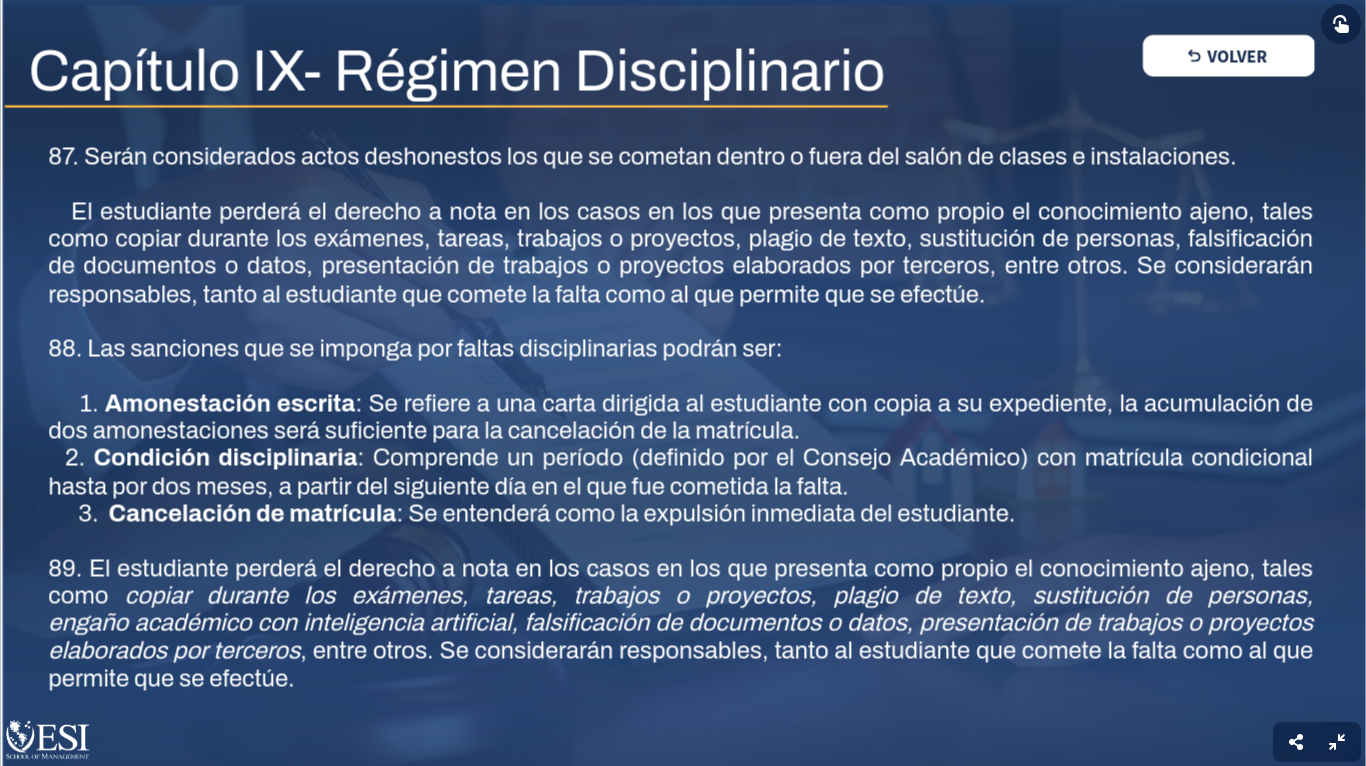 Capítulo IX- Régimen Disciplinario
VOLVER
87. Serán considerados actos deshonestos los que se cometan dentro o fuera del salón de clases e instalaciones.
El estudiante perderá el derecho a nota en los casos en los que presenta como propio el conocimiento ajeno, tales
como copiar durante los exámenes, tareas, trabajos o proyectos, plagio de texto, sustitución de personas, falsificación
de documentos o datos, presentación de trabajos o proyectos elaborados por terceros, entre otros. Se considerarán
responsables, tanto al estudiante que comete la falta como al que permite que se efectúe.
88. Las sanciones que se imponga por faltas disciplinarias podrán ser:
1. Amonestación escrita: Se refiere a una carta dirigida al estudiante con copia a su expediente, la acumulación de
dos amonestaciones será suficiente para la cancelación de la matrícula.
2. Condición disciplinaria: Comprende un período (definido por el Consejo Académico) con matrícula condicional
hasta por dos meses, a partir del siguiente día en el que fue cometida la falta.
3. Cancelación de matrícula: Se entenderá como la expulsión inmediata del estudiante.
89. El estudiante perderá el derecho a nota en los casos en los que presenta como propio el conocimiento ajeno, tales
como copiar durante los exámenes, tareas, trabajos o proyectos, plagio de texto, sustitución de personas,
engaño académico con inteligencia artificial, falsificación de documentos o datos, presentación de trabajos o proyectos
elaborados por terceros, entre otros. Se considerarán responsables, tanto al estudiante que comete la falta como al que
permite que se efectúe.
ESI
SCHOOL OF MANAGEMENT